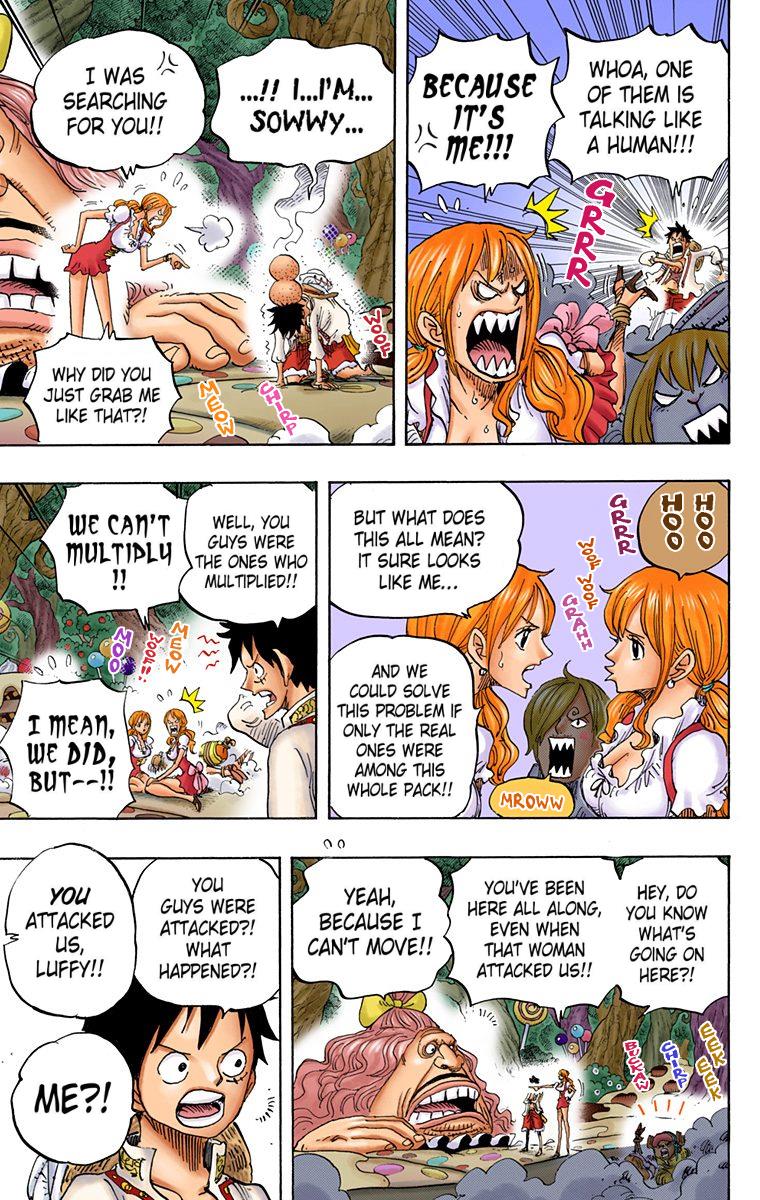 WHOA, ONE
OF THEM IS
TALKING LIKE
A HUMAN!!!
BECAUSE
IT'S
ME!!!
GRRR
...!! I...I'M...
SOWWY...
I WAS
SEARCHING
FOR YOU!!
WHY DID YOU
JUST GRAB ME
LIKE THAT?!
WOOF
CHIRP
MEOW
HOO
HOO
GRRR
BUT WHAT DOES
THIS ALL MEAN?
IT SURE LOOKS
LIKE ME...
WOOF
WOOF
GRAHH
AND WE
COULD SOLVE
THIS PROBLEM IF
ONLY THE REAL
ONES WERE
AMONG THIS
WHOLE PACK!!
MROWW
WELL, YOU
GUYS WERE
THE ONES WHO
MULTIPLIED!!
WE CAN'T
MULTIPLY
!!
MEOW
MOO
I MEAN,
WE DID,
BUT--!!
HEY, DO
YOU KNOW
WHAT'S
GOING ON
HERE?!
YOU'VE BEEN
HERE ALL ALONG,
EVEN WHEN
THAT WOMAN
ATTACKED US!!
YEAH,
BECAUSE I
CAN'T MOVE!!
EEK
EEK
CHIRP
BUCKAW
YOU
GUYS WERE
ATTACKED?!
WHAT
HAPPENED?!
YOU
ATTACKED
US,
LUFFY!!
ME?!